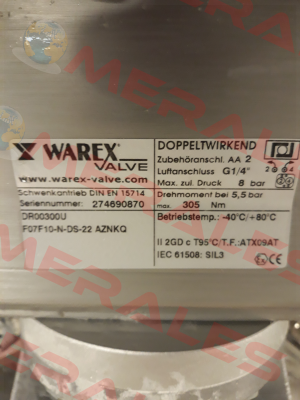 WAREX
VALVE
www.warex-valve.com
Schwenkantrieb DIN EN 15714
Seriennummer: 274690870
DR00300U
F07F10-N-DS-22 AZNKQ
DOPPELTWIRKEND
Zubehöranschl. AA 2
Luftanschluss G1/4"
Max. zul. Druck 8 bar
Drehmoment bei 5,5 bar
max. 305 Nm
Betriebstemp.: -40°C/+80°C
II 2GD c T95°C/T.F.:ATX09AT
IEC 61508: SIL3
MERALES